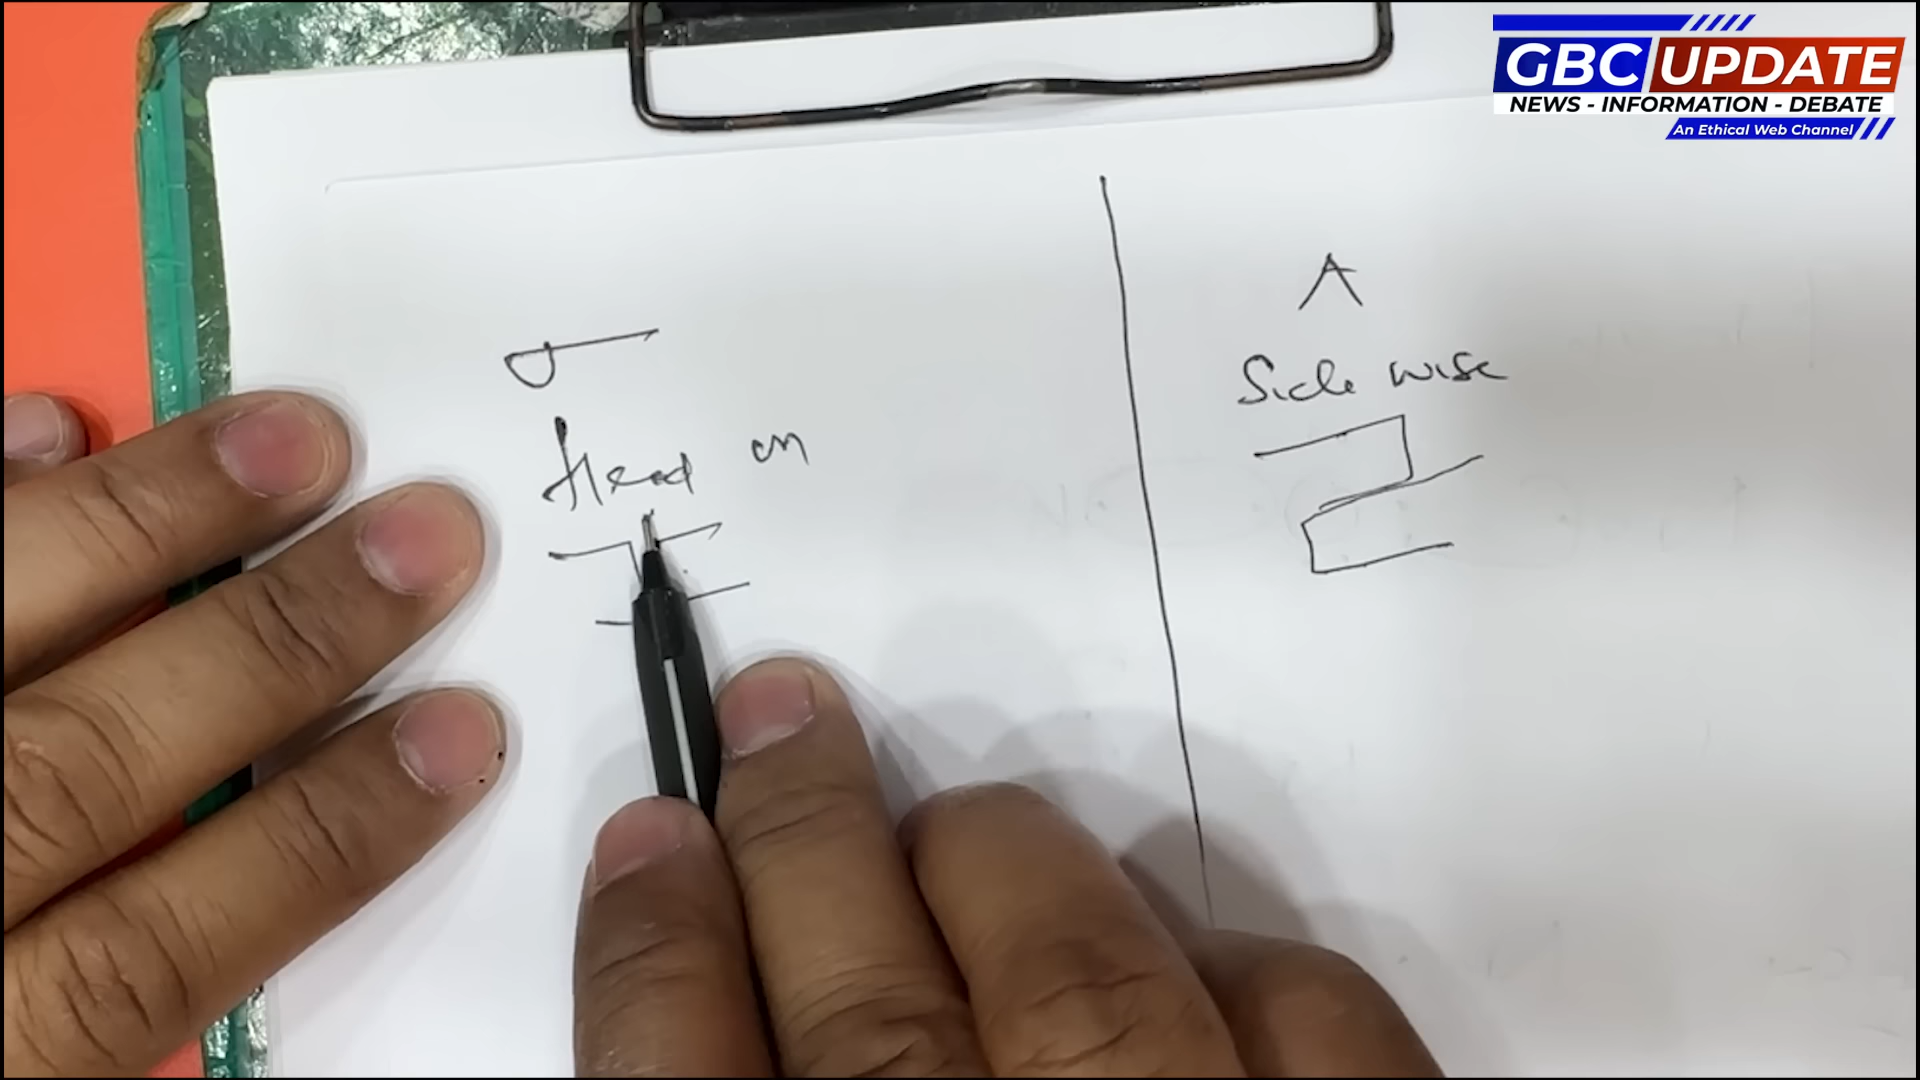 GBC UPDATE
NEWS - INFORMATION - DEBATE
An Ethical Web Channel
Head on
A
Side wise